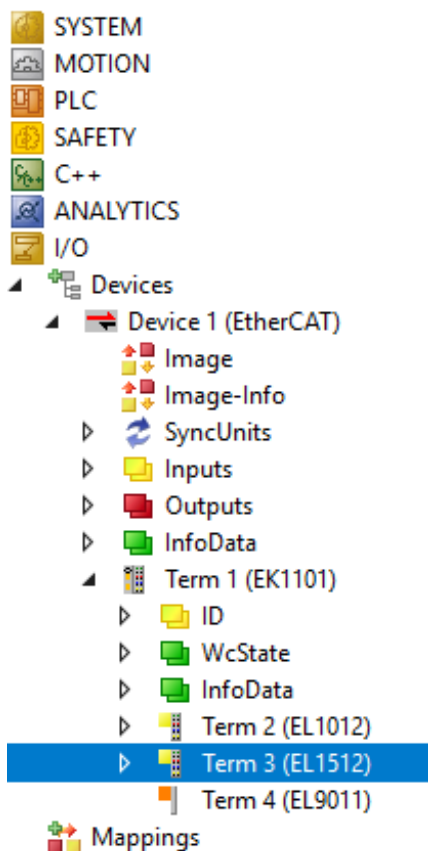 SYSTEM
MOTION
PLC
SAFETY
C++
ANALYTICS
I/O
Devices
Device 1 (EtherCAT)
Image
Image-Info
SyncUnits
Inputs
Outputs
InfoData
Term 1 (EK1101)
ID
WcState
InfoData
Term 2 (EL1012)
Term 3 (EL1512)
Term 4 (EL9011)
Mappings